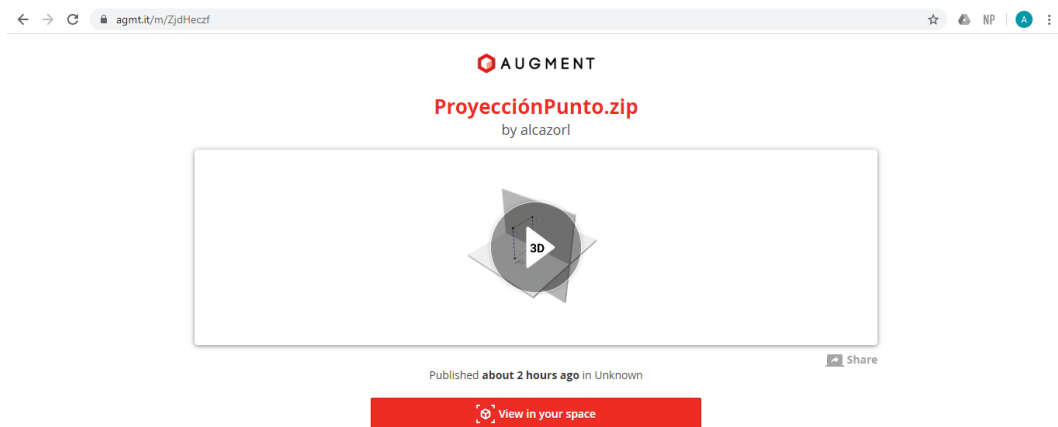 agmt.it/m/ZjdHeczf
NP
A
AUGMENT
ProyecciónPunto.zip
by alcazorl
3D
Share
Published about 2 hours ago in Unknown
View in your space